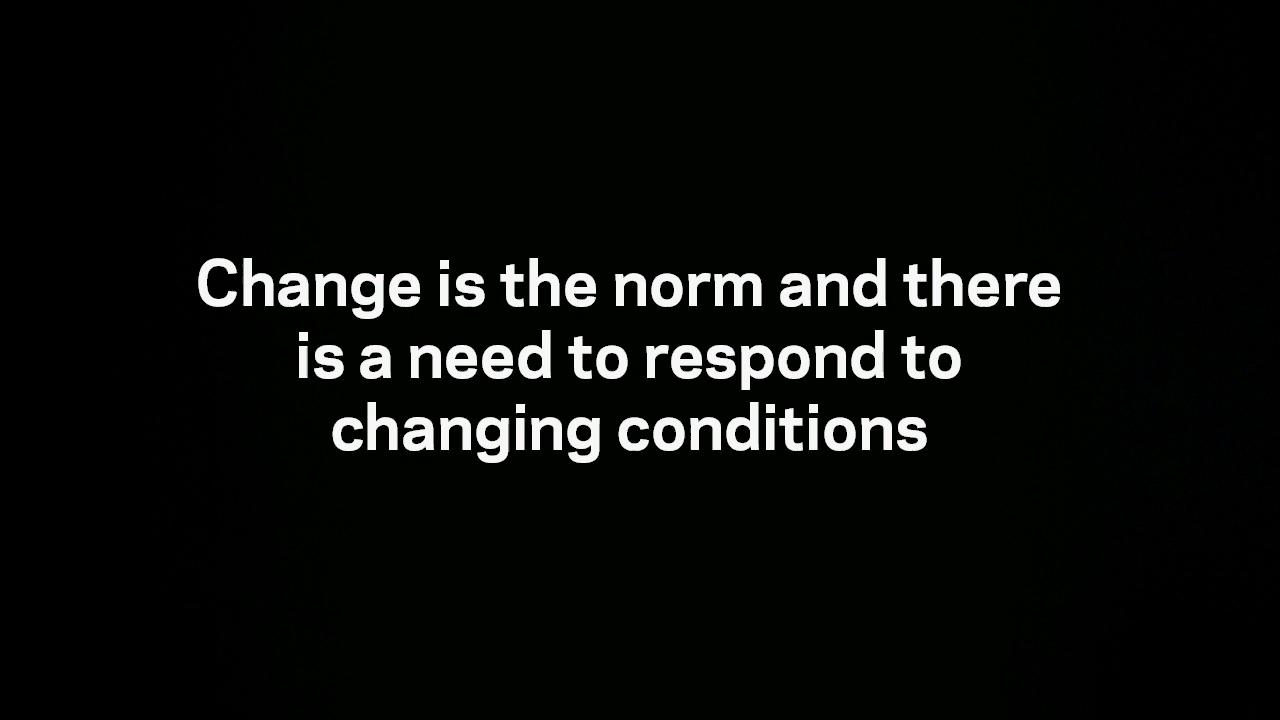 Change is the norm and there
is a need to respond to
changing conditions